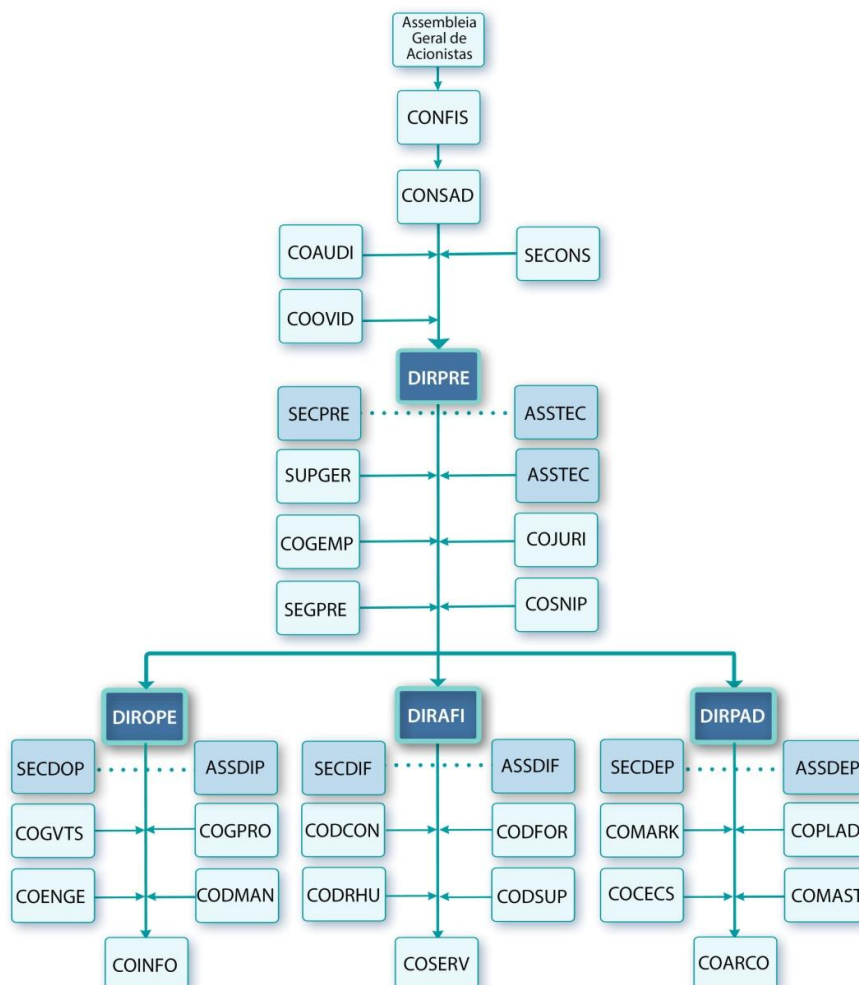 Assembleia
Geral de
Acionistas
CONFIS
CONSAD
COAUDI
SECONS
COOVID
DIRPRE
SECPRE
ASSTEC
SUPGER
ASSTEC
COGEMP
COJURI
SEGPRE
COSNIP
DIROPE
DIRAFI
DIRPAD
SECDOP
ASSDIP
SECDIF
ASSDIF
SECDEP
ASSDEP
COGVTS
COGPRO
CODCON
CODFOR
COMARK
COPLAD
COENGE
CODMAN
CODRHU
CODSUP
COCECS
COMAST
COINFO
COSERV
COARCO